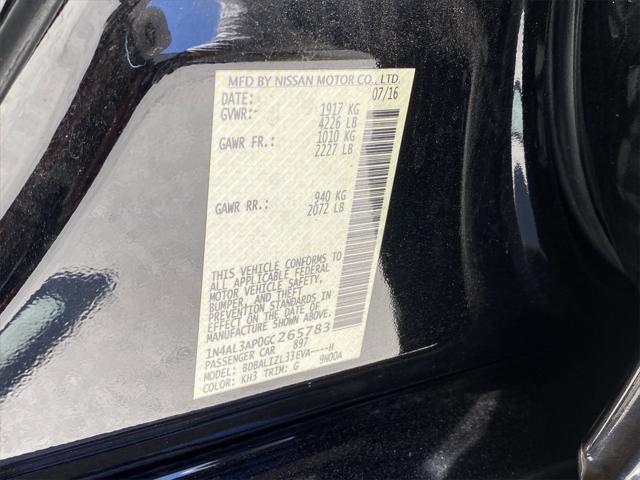 MFD BY NISSAN MOTOR CO., LTD.
DATE: 07/16
GVWR:- 1917 KG
4226 LB
GAWR FR.: 1010 KG
2227 LB
GAWR RR.: 940 KG
2072 LB
THIS VEHICLE CONFORMS TO
ALL APPLICABLE FEDERAL
MOTOR VEHICLE SAFETY,
BUMPER, AND THEFT
PREVENTION STANDARDS IN
EFFECT ON THE DATE OF
MANUFACTURE SHOWN ABOVE.
1N4AL3AP0GC265783
PASSENGER CAR 897
MODEL: BDBALIZL33EVA----H
COLOR: KH3 TRIM: G 9N00A